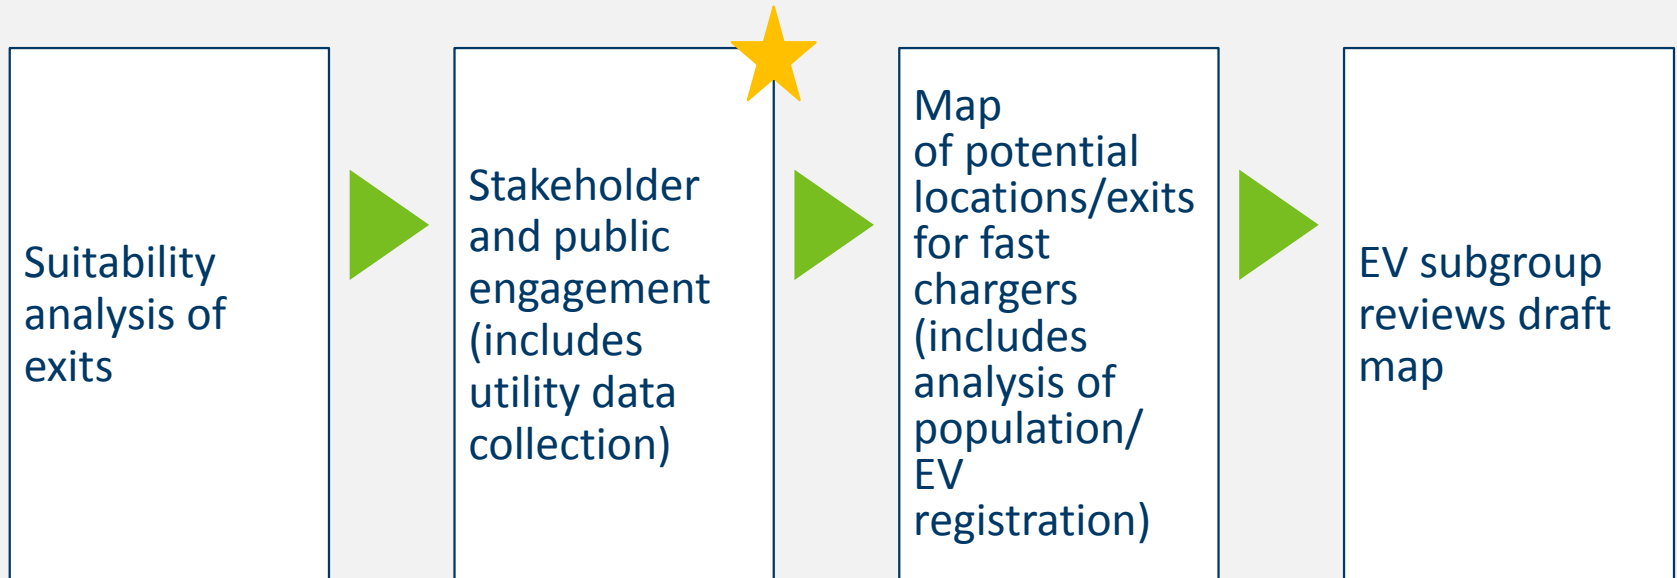 Suitability
analysis of
exits
Stakeholder
and public
engagement
(includes
utility data
collection)
Map
of potential
locations/exits
for fast
chargers
(includes
analysis of
population/
EV
registration)
EV subgroup
reviews draft
map